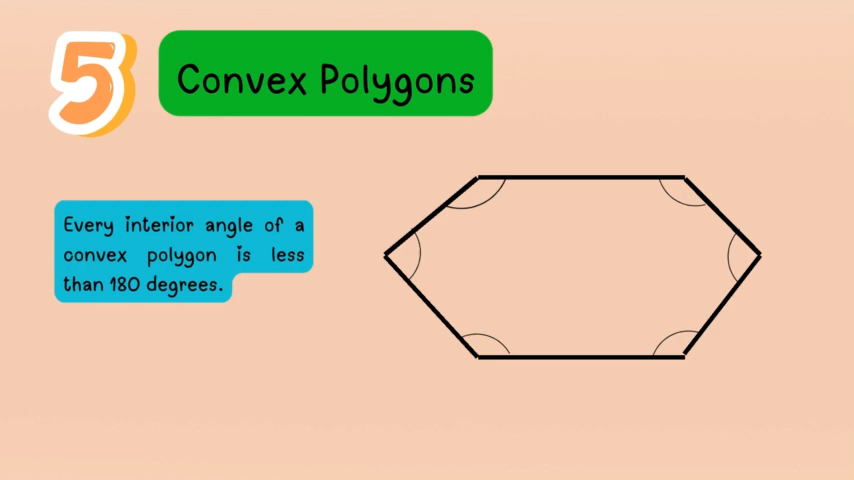 5
Convex Polygons
Every interior angle of a
convex polygon is less
than 180 degrees.